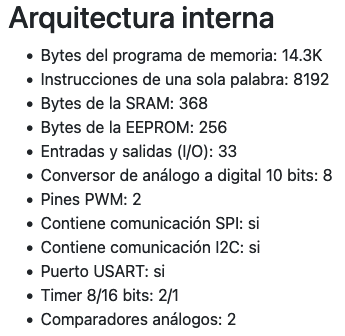 Arquitectura interna
• Bytes del programa de memoria: 14.3K
• Instrucciones de una sola palabra: 8192
• Bytes de la SRAM: 368
• Bytes de la EEPROM: 256
• Entradas y salidas (I/O): 33
• Conversor de análogo a digital 10 bits: 8
• Pines PWM: 2
• Contiene comunicación SPI: si
• Contiene comunicación I2C: si
• Puerto USART: si
• Timer 8/16 bits: 2/1
• Comparadores análogos: 2